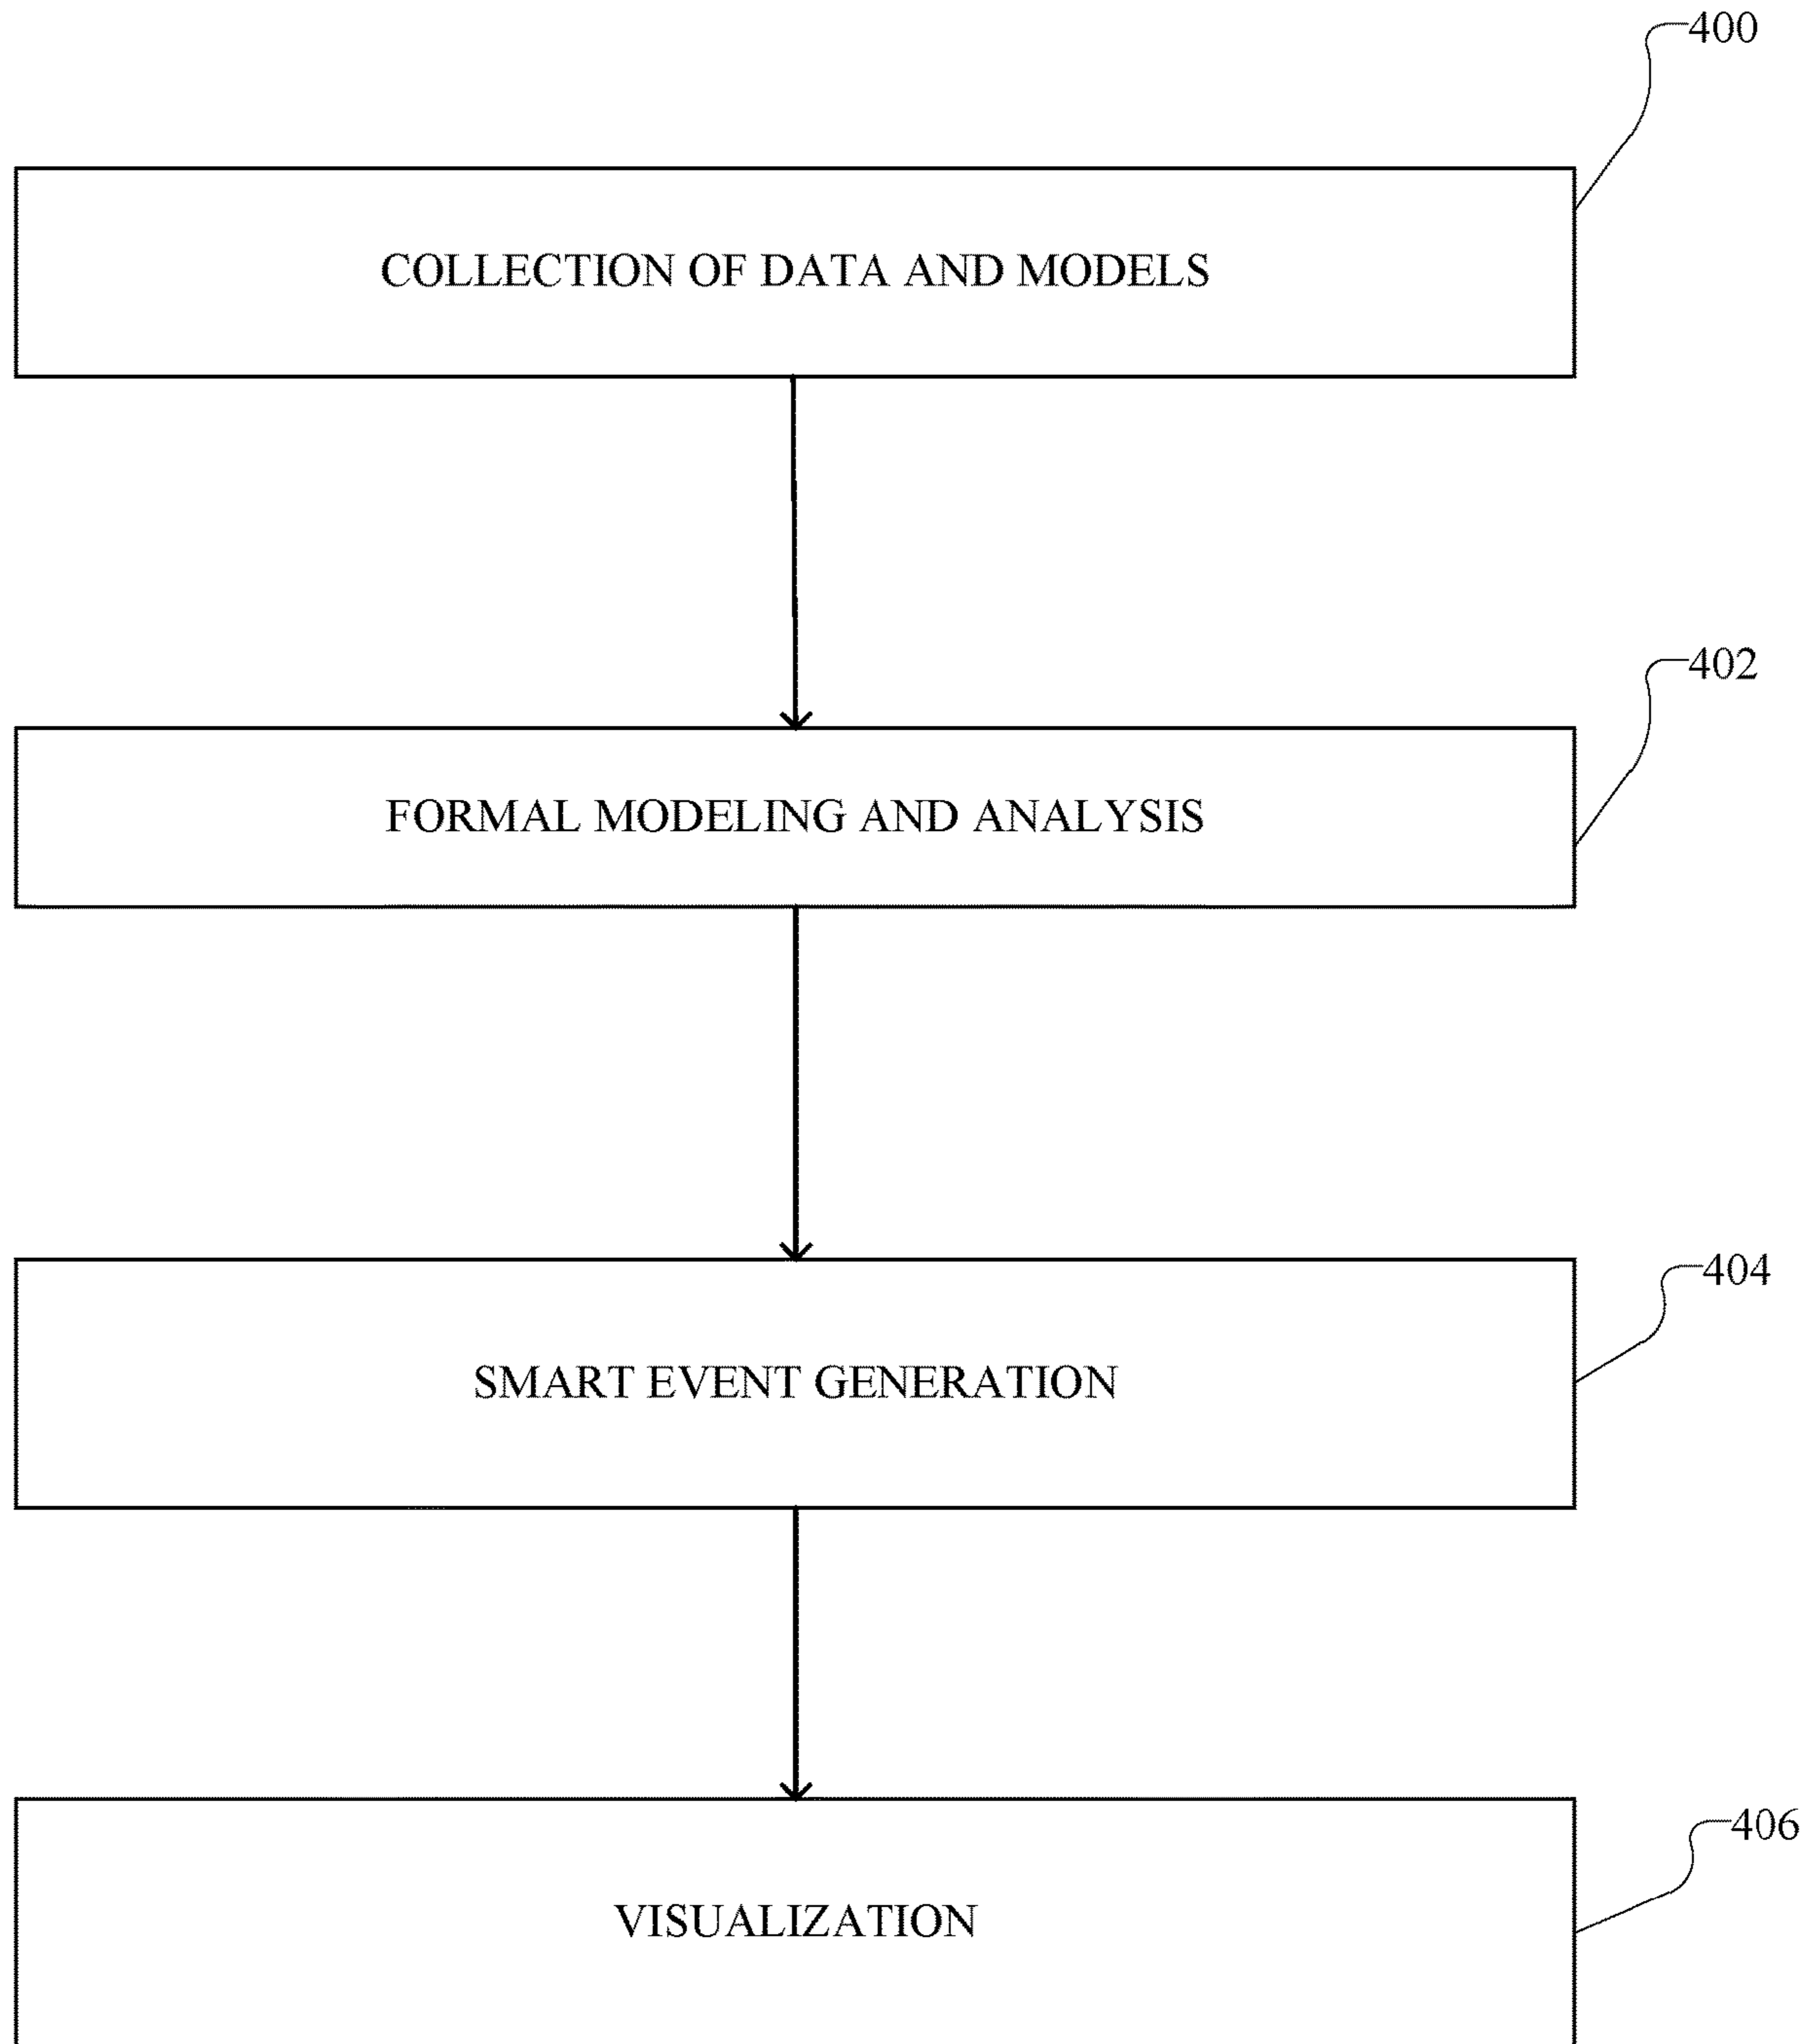 400
COLLECTION OF DATA AND MODELS
402
FORMAL MODELING AND ANALYSIS
404
SMART EVENT GENERATION
406
VISUALIZATION